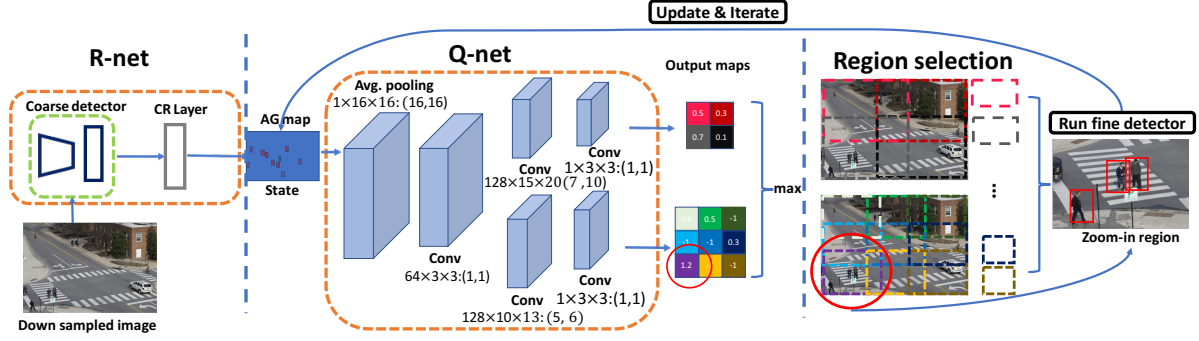 Update & Iterate
R-net
Q-net
Region selection
Output maps
Coarse detector
CR Layer
AG map
State
Down sampled image
Avg. pooling
1×16×16: (16,16)
Conv
64×3×3:(1,1)
Conv
128×15×20(7 ,10)
Conv
1×3×3:(1,1)
Conv
128×10×13: (5, 6)
Conv
1×3×3:(1,1)
0.5 0.3
0.7 0.1
0.5 -1
-1 -1 0.3
1.2 -1
max
Run fine detector
Zoom-in region